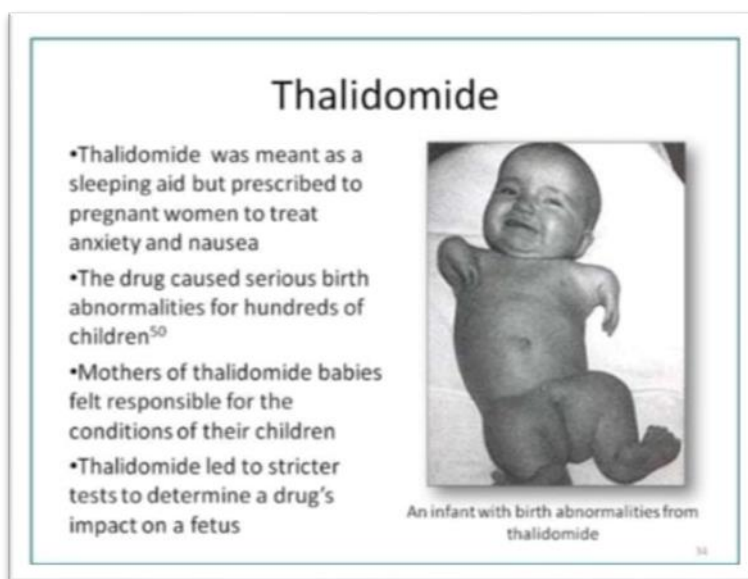 Thalidomide
•Thalidomide was meant as a
sleeping aid but prescribed to
pregnant women to treat
anxiety and nausea
•The drug caused serious birth
abnormalities for hundreds of
children50
•Mothers of thalidomide babies
felt responsible for the
conditions of their children
•Thalidomide led to stricter
tests to determine a drug's
impact on a fetus
An infant with birth abnormalities from
thalidomide